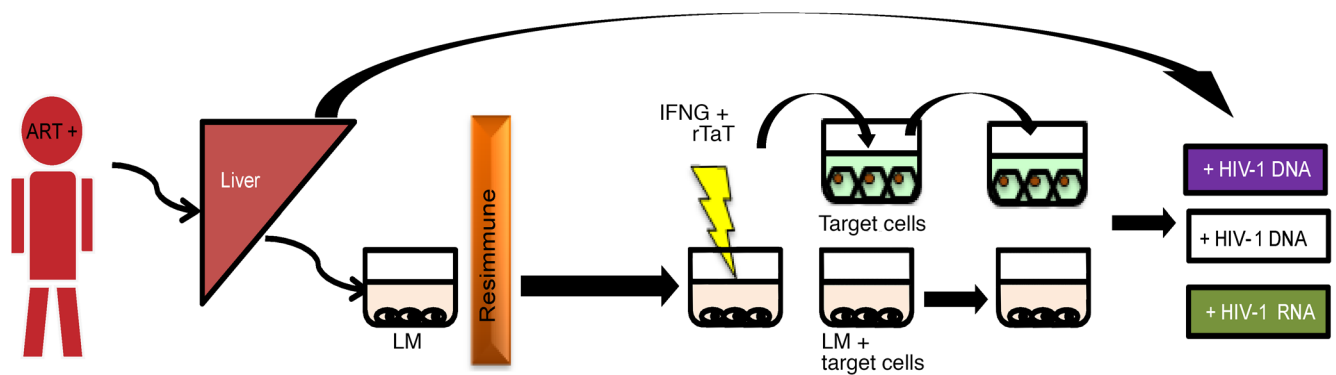 ART +
Liver
LM
Resimmune
IFNG +
rTaT
Target cells
LM +
target cells
+ HIV-1 DNA
+ HIV-1 DNA
+ HIV-1 RNA